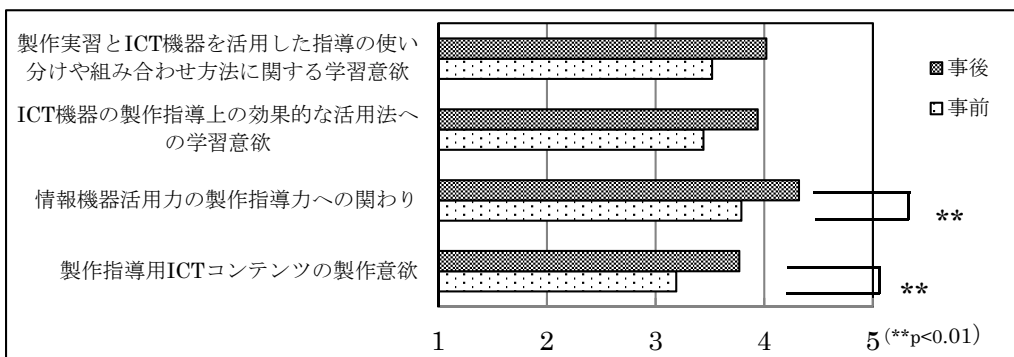 製作実習とICT機器を活用した指導の使い
分けや組み合わせ方法に関する学習意欲
ICT機器の製作指導上の効果的な活用法へ
の学習意欲
情報機器活用力の製作指導力への関わり
製作指導用ICTコンテンツの製作意欲
事後
事前
**
**
1 2 3 4 5 (**p<0.01)